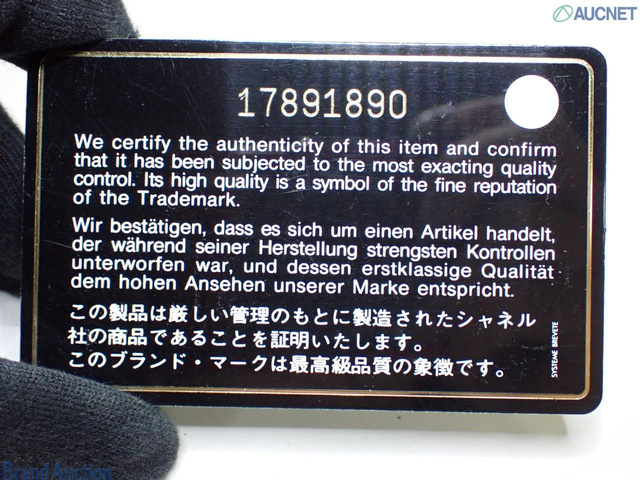 AUCNET
17891890
We certify the authenticity of this item and confirm
that it has been subjected to the most exacting quality
control. Its high quality is a symbol of the fine reputation
of the Trademark.
Wir bestätigen, dass es sich um einen Artikel handelt,
der während seiner Herstellung strengsten Kontrollen
unterworfen war, und dessen erstklassige Qualität
dem hohen Ansehen unserer Marke entspricht.
この製品は厳しい管理のもとに製造されたシャネル
社の商品であることを証明いたします。
このブランド・マークは最高級品質の象徴です。
SYSTEME BREVETE
Brand Auction